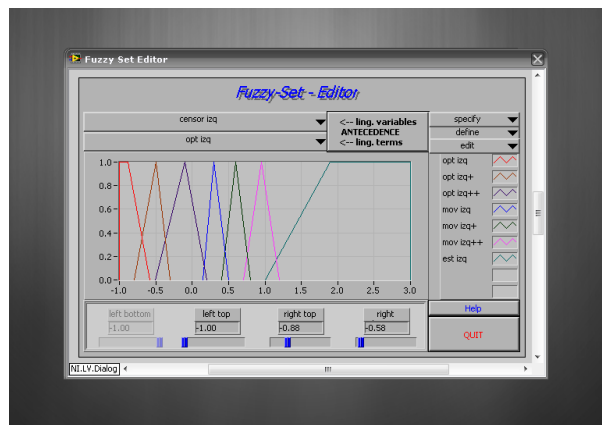 Fuzzy Set Editor
Fuzzy-Set - Editor
censor izq
opt izq
<-- ling. variables
ANTECEDENCE
<-- ling. terms
specify
define
edit
opt izq
opt izq+
opt izq++
mov izq
mov izq+
mov izq++
est izq
1.0
0.8
0.6
0.4
0.2
0.0
-1.0 -0.5 0.0 0.5 1.0 1.5 2.0 2.5 3.0
left bottom left top right top right
-1.00 -1.00 -0.88 -0.58
Help
QUIT
NI.LV.Dialog